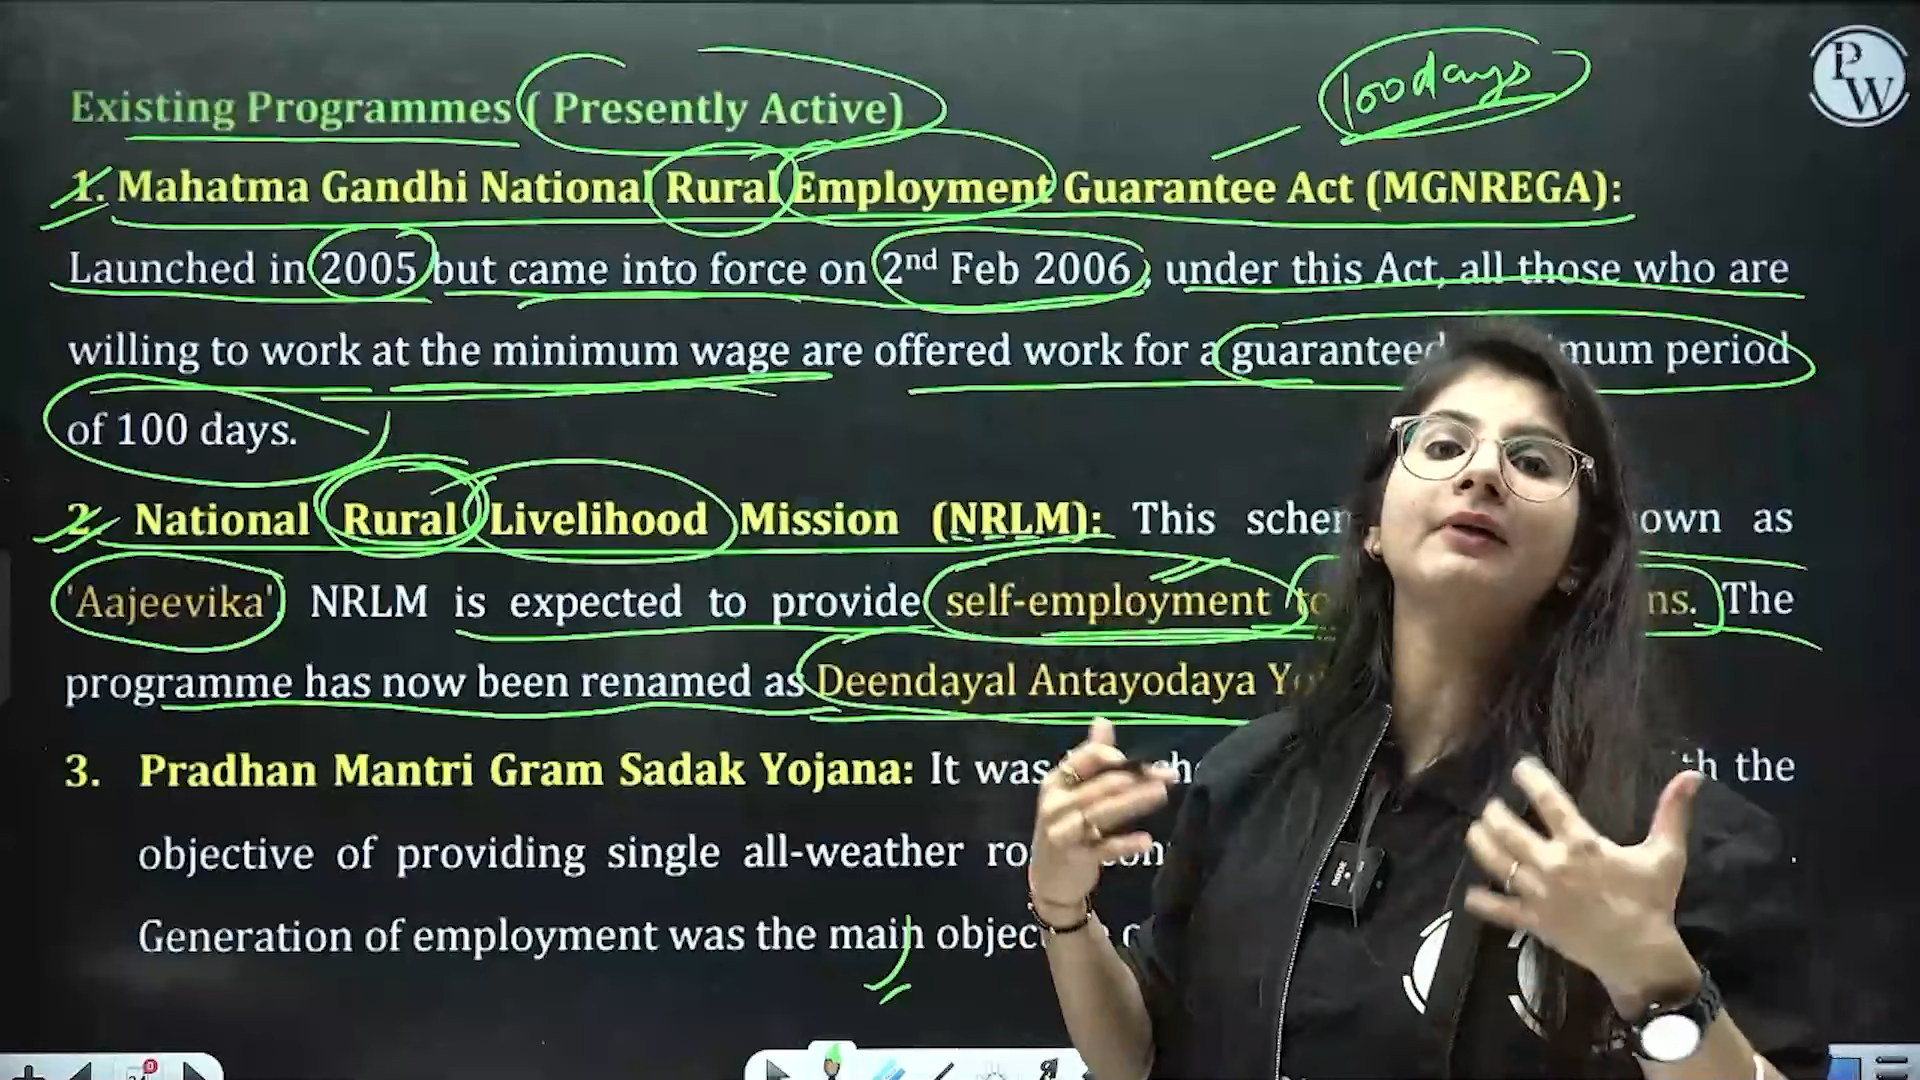 100 days
PW
Existing Programmes ( Presently Active)
1. Mahatma Gandhi National Rural Employment Guarantee Act (MGNREGA):
Launched in 2005 but came into force on 2nd Feb 2006, under this Act, all those who are
willing to work at the minimum wage are offered work for a guaranteed mum period
of 100 days.
2. National Rural Livelihood Mission (NRLM): This own as
'Aajeevika' NRLM is expected to provide self-employment to ns. The
programme has now been renamed as Deendayal Antayodaya
3. Pradhan Mantri Gram Sadak Yojana: It was the
objective of providing single all-weather
Generation of employment was the main